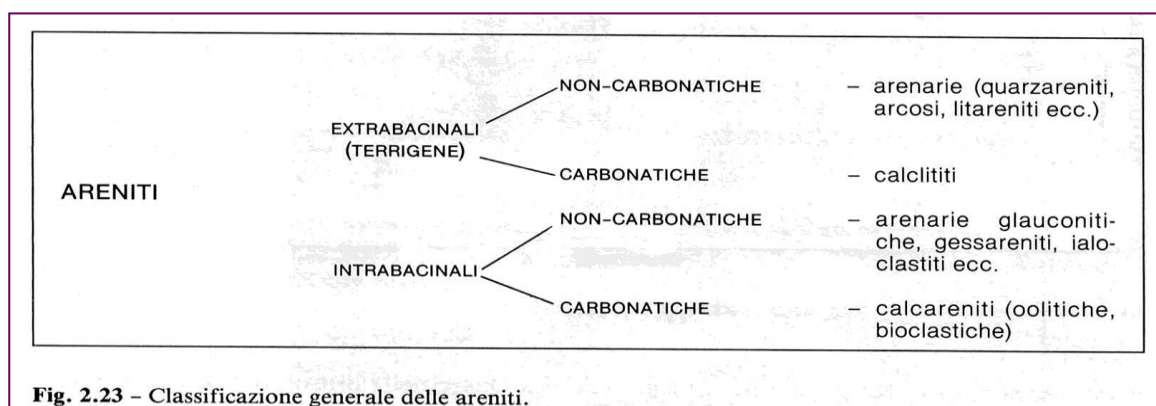 NON-CARBONATICHE – arenarie (quarzareniti,
arcosi, litareniti ecc.)
EXTRABACINALI
(TERRIGENE)
CARBONATICHE – calclititi
ARENITI
NON-CARBONATICHE – arenarie glauconiti-
che, gessareniti, ialo-
clastiti ecc.
INTRABACINALI
CARBONATICHE – calcareniti (oolitiche,
bioclastiche)
Fig. 2.23 – Classificazione generale delle areniti.